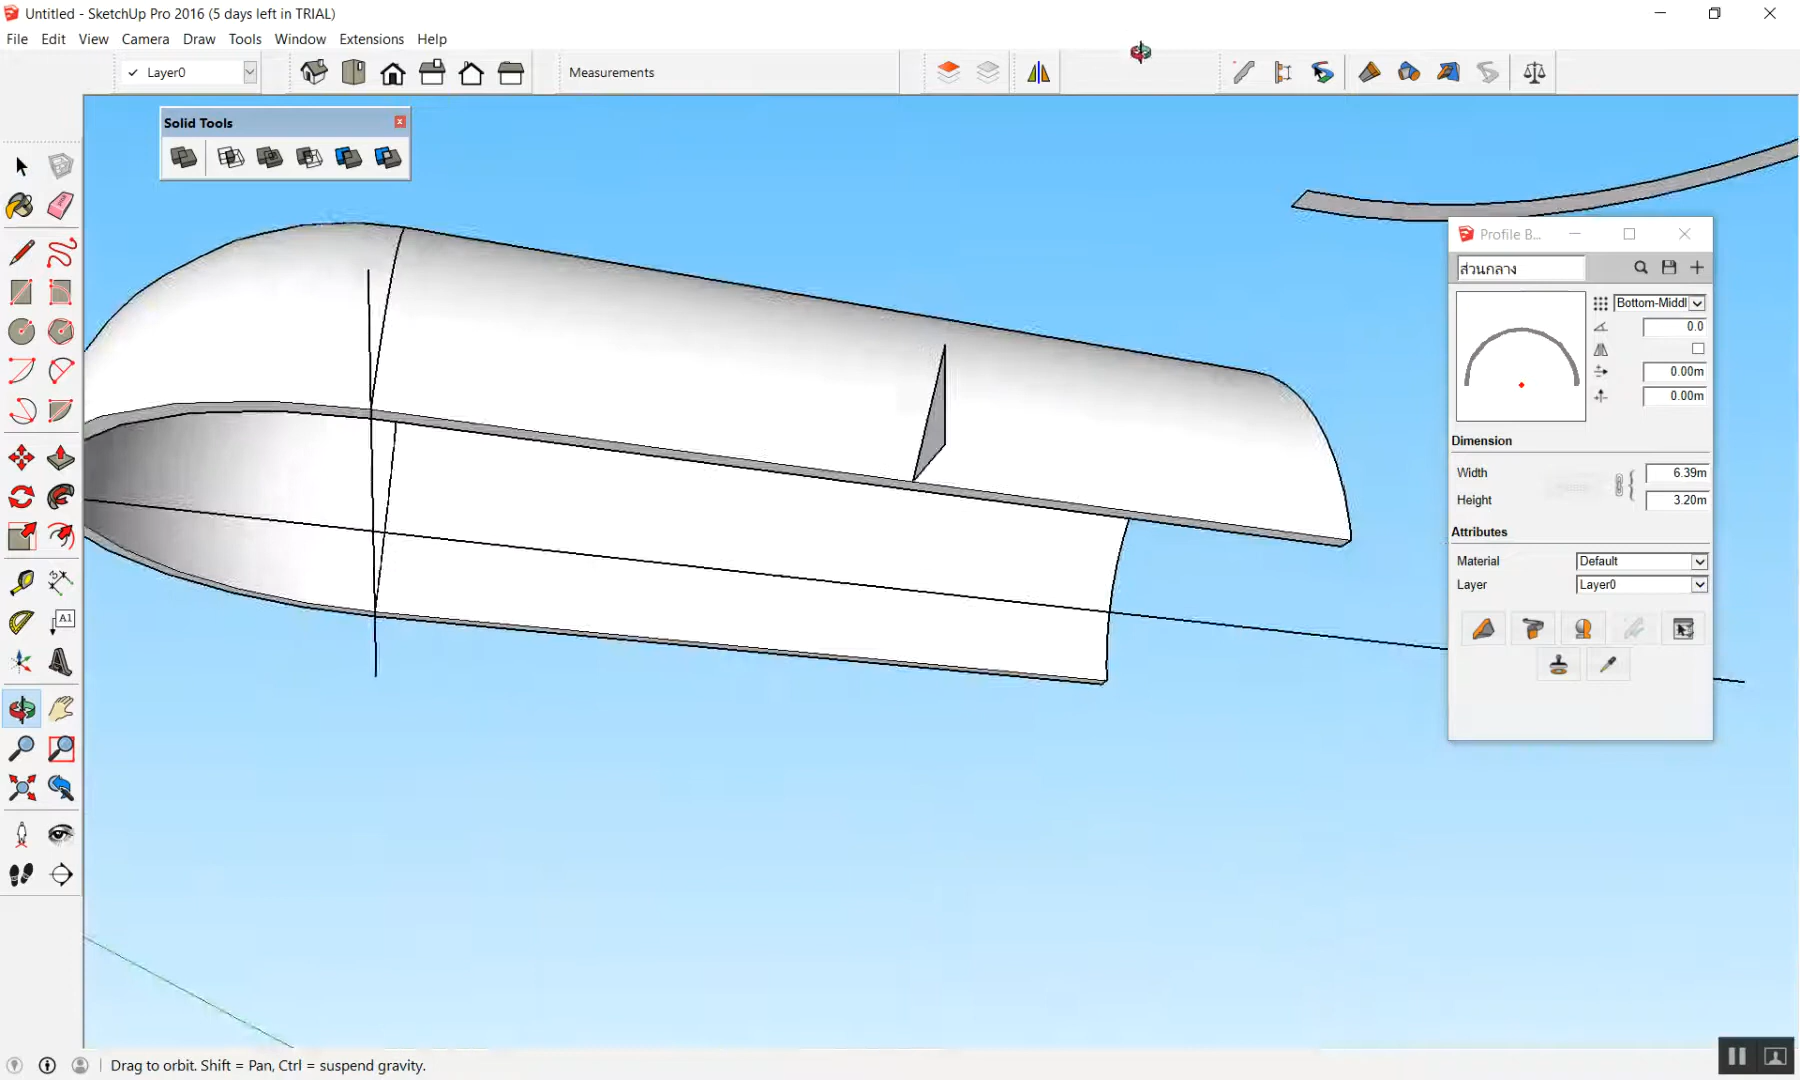 Untitled - SketchUp Pro 2016 (5 days left in TRIAL)
File Edit View Camera Tools Draw Window Extensions Help
Layer0
Measurements
Solid Tools
A1
Profile B...
ส่วนกลาง
Bottom-Middl
0.0
0.00m
0.00m
Dimension
Width 6.39m
Height 3.20m
Attributes
Material Default
Layer Layer0
Drag to orbit. Shift = Pan, Ctrl = suspend gravity.